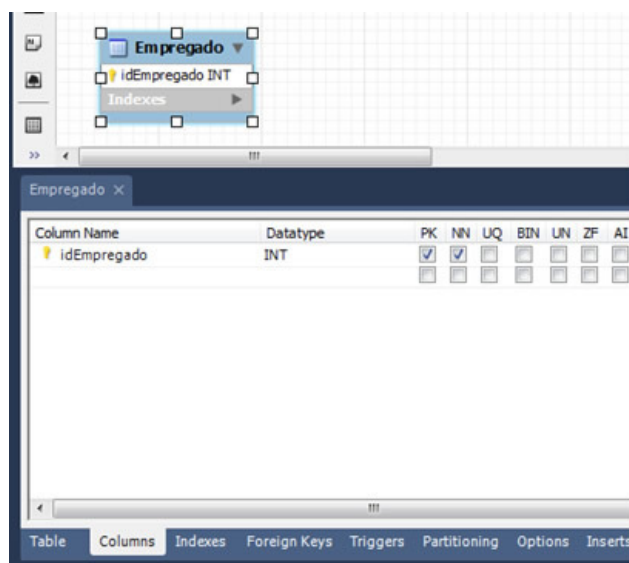 Empregado
idEmpregado INT
Indexes
Empregado
Column Name Datatype PK NN UQ BIN UN ZF AI
idEmpregado INT
Table Columns Indexes Foreign Keys Triggers Partitioning Options Inserts